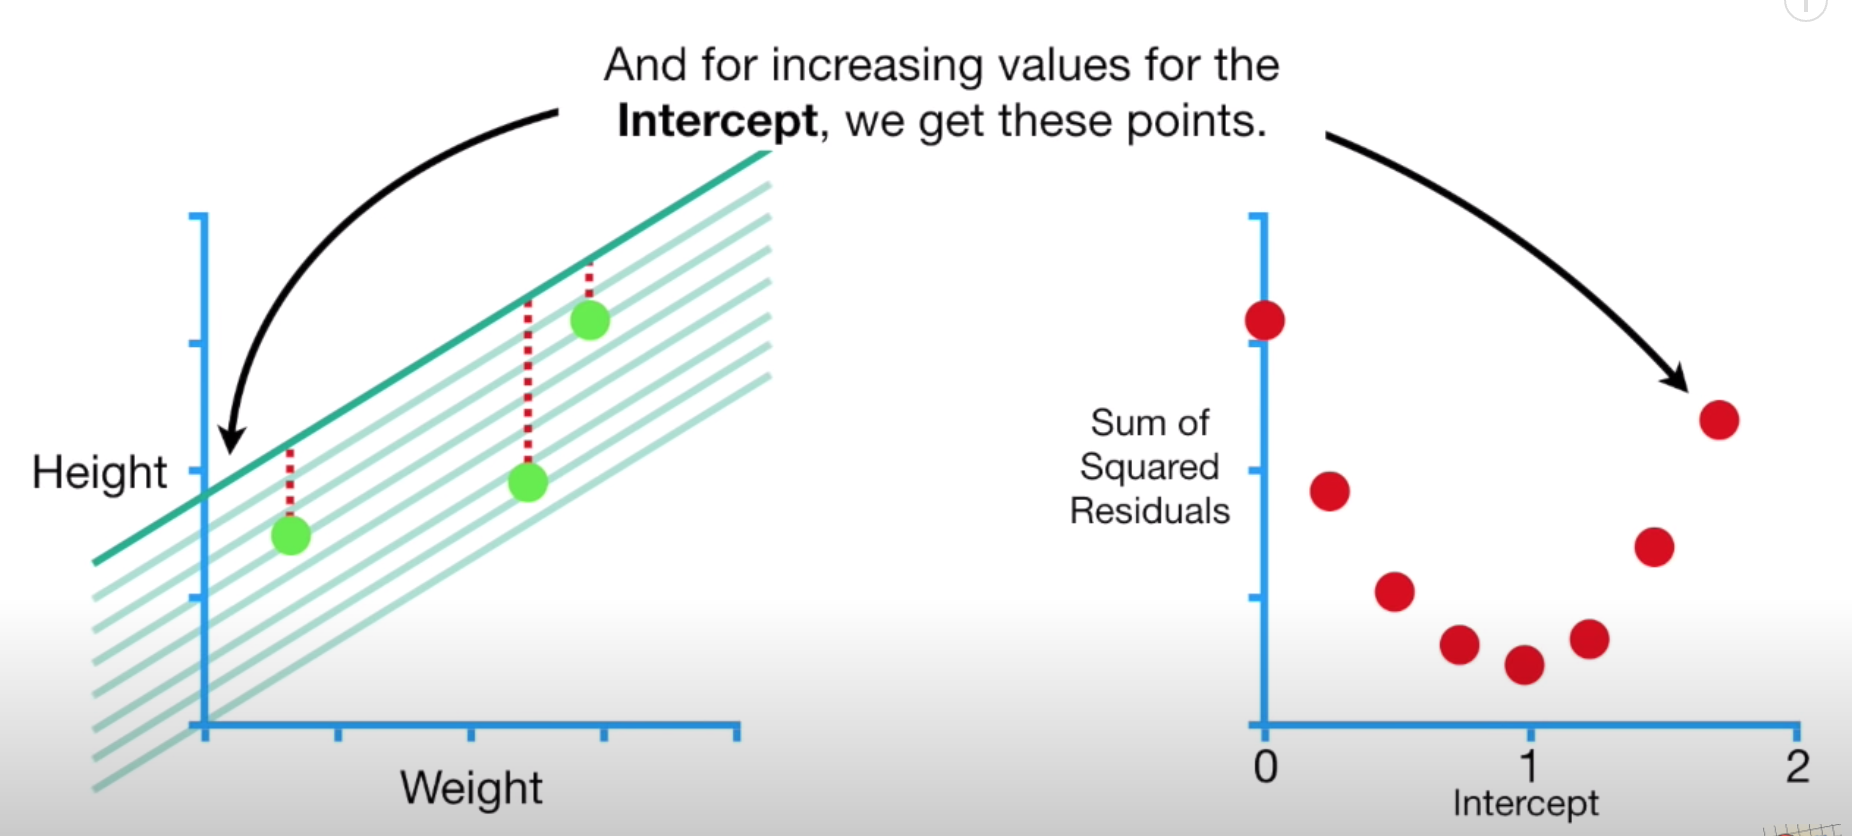 And for increasing values for the
Intercept, we get these points.
Height
Weight
Sum of
Squared
Residuals
0
1
2
Intercept